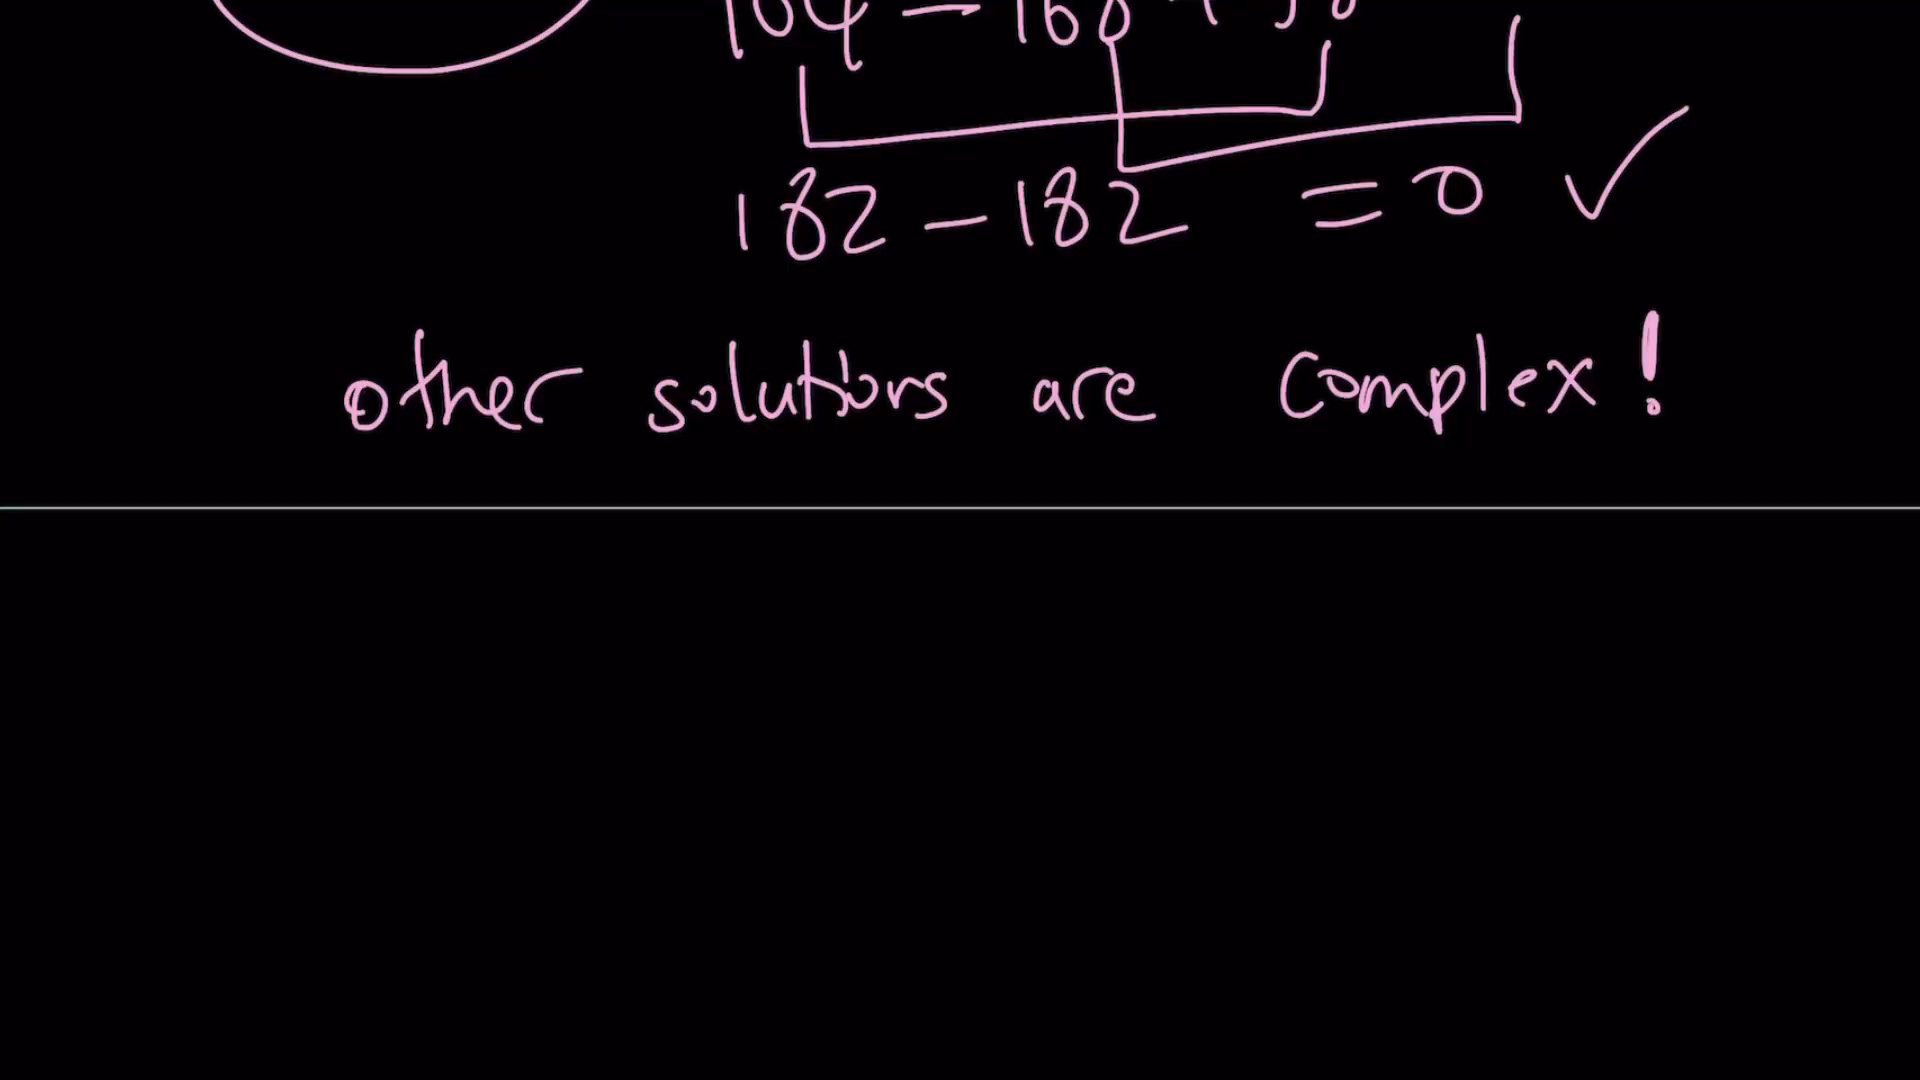 182 - 182 = 0 ✓
other solutions are complex!